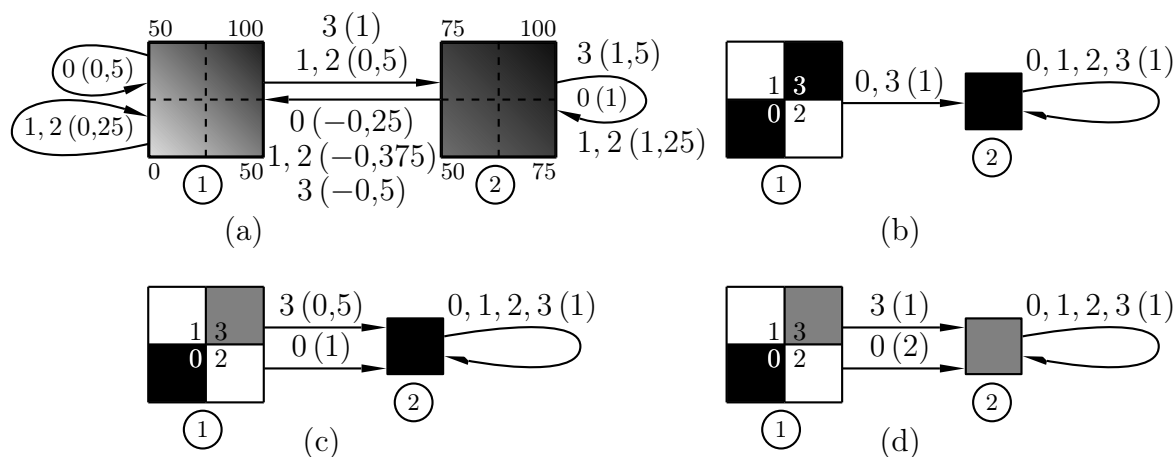 50 100
3 (1)
75 100
0 (0,5)
1, 2 (0,5)
3 (1,5)
0 (1)
1, 2 (0,25)
0 (−0,25)
1, 2 (1,25)
1, 2 (−0,375)
0 50
50 75
1
3 (−0,5)
2
(a)
1 3
0 2
0, 3 (1)
0, 1, 2, 3 (1)
1
2
(b)
1 3
0 2
3 (0,5)
0 (1)
0, 1, 2, 3 (1)
1
2
(c)
1 3
0 2
3 (1)
0 (2)
0, 1, 2, 3 (1)
1
2
(d)